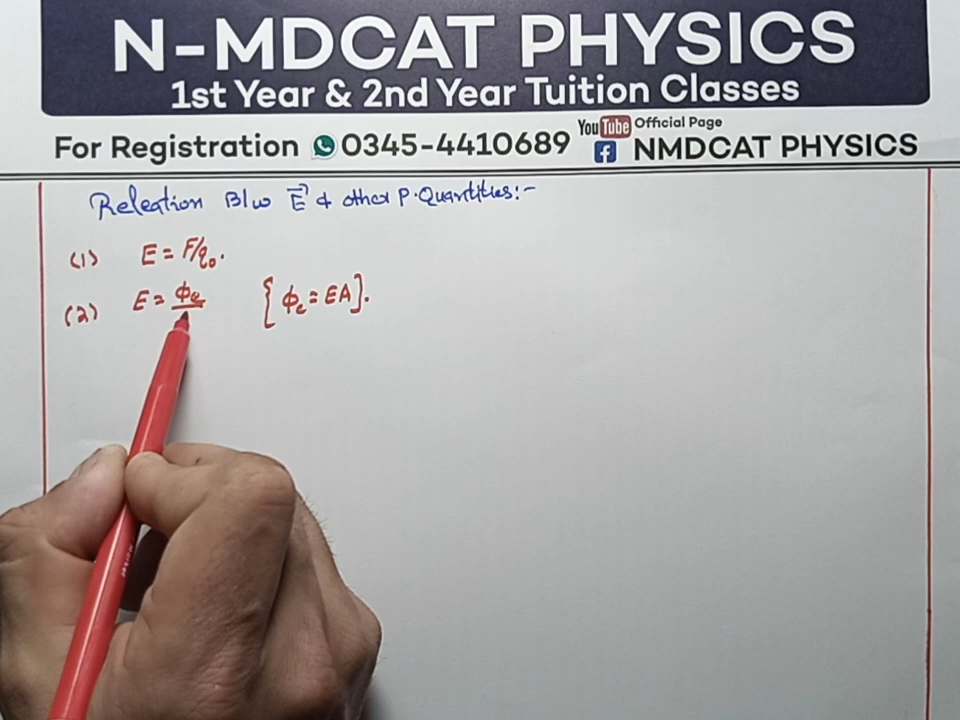 N-MDCAT PHYSICS
1st Year & 2nd Year Tuition Classes
For Registration 0345-4410689 YouTube Official Page
f NMDCAT PHYSICS
Releation B/w E⃗ & other P.Quantities:-
(1) E = F/q₀.
(2) E = ϕe [ϕe = EA].